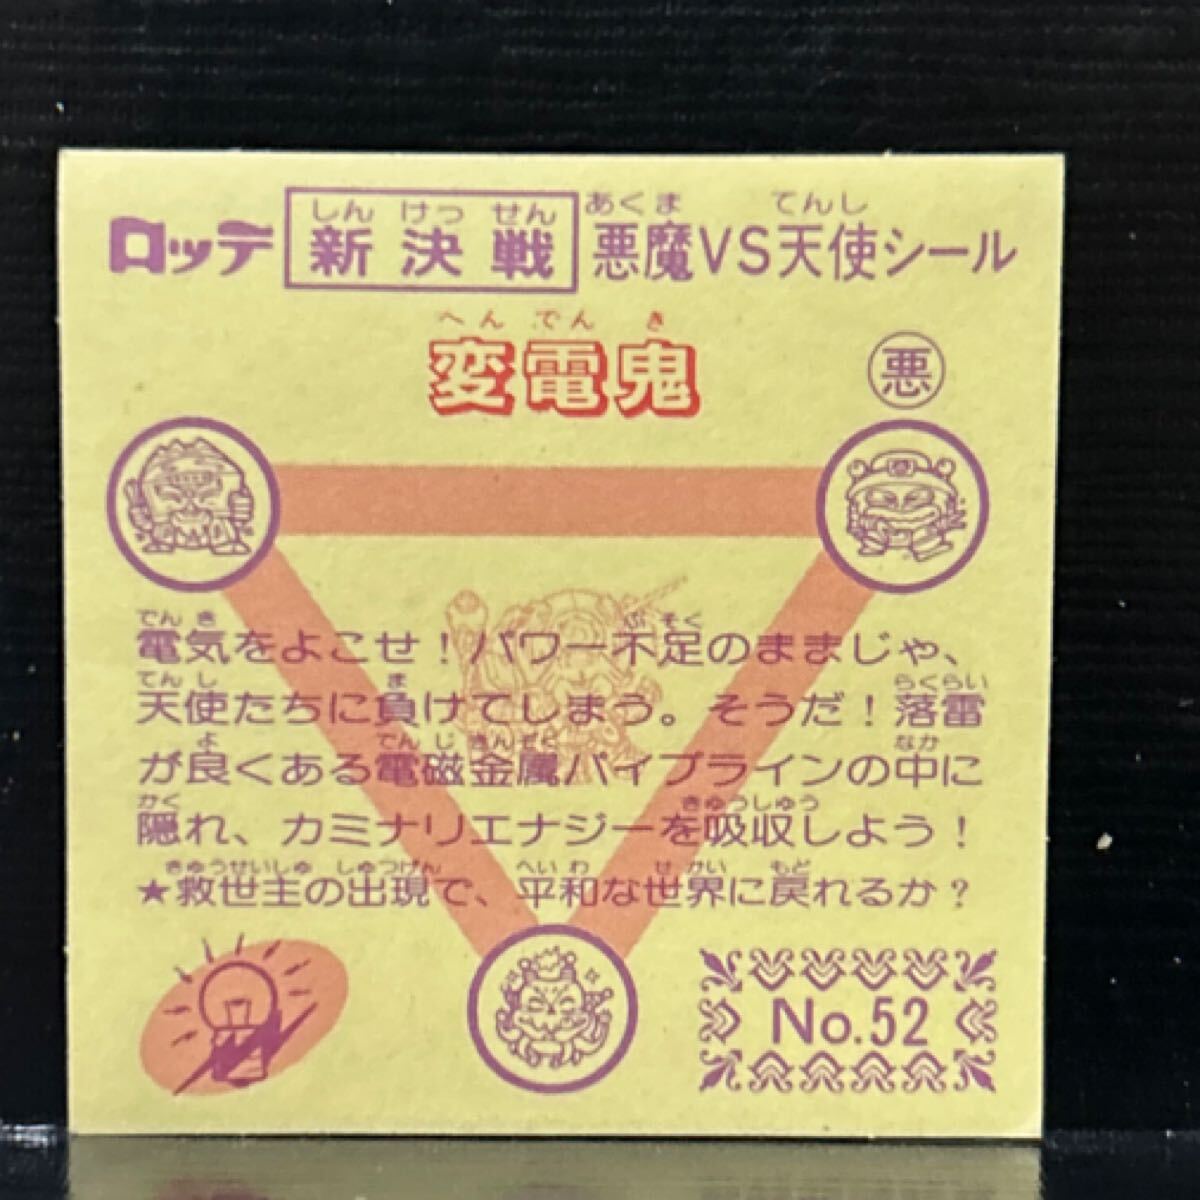 しん けっ せん あくま てんし
ロッテ 新決戦 悪魔VS天使シール
へん でん き
変電鬼 悪
でんき ぶそく
電気をよこせ！パワー不足のままじゃ、
てんし ま らくらい
天使たちに負けてしまう。そうだ！落雷
よ でんじきんぞく なか
が良くある電磁金属パイプラインの中に
かく きゅうしゅう
隠れ、カミナリエナジーを吸収しよう！
きゅうせいしゅ しゅつげん へいわ せかい もど
★救世主の出現で、平和な世界に戻れるか？
No.52